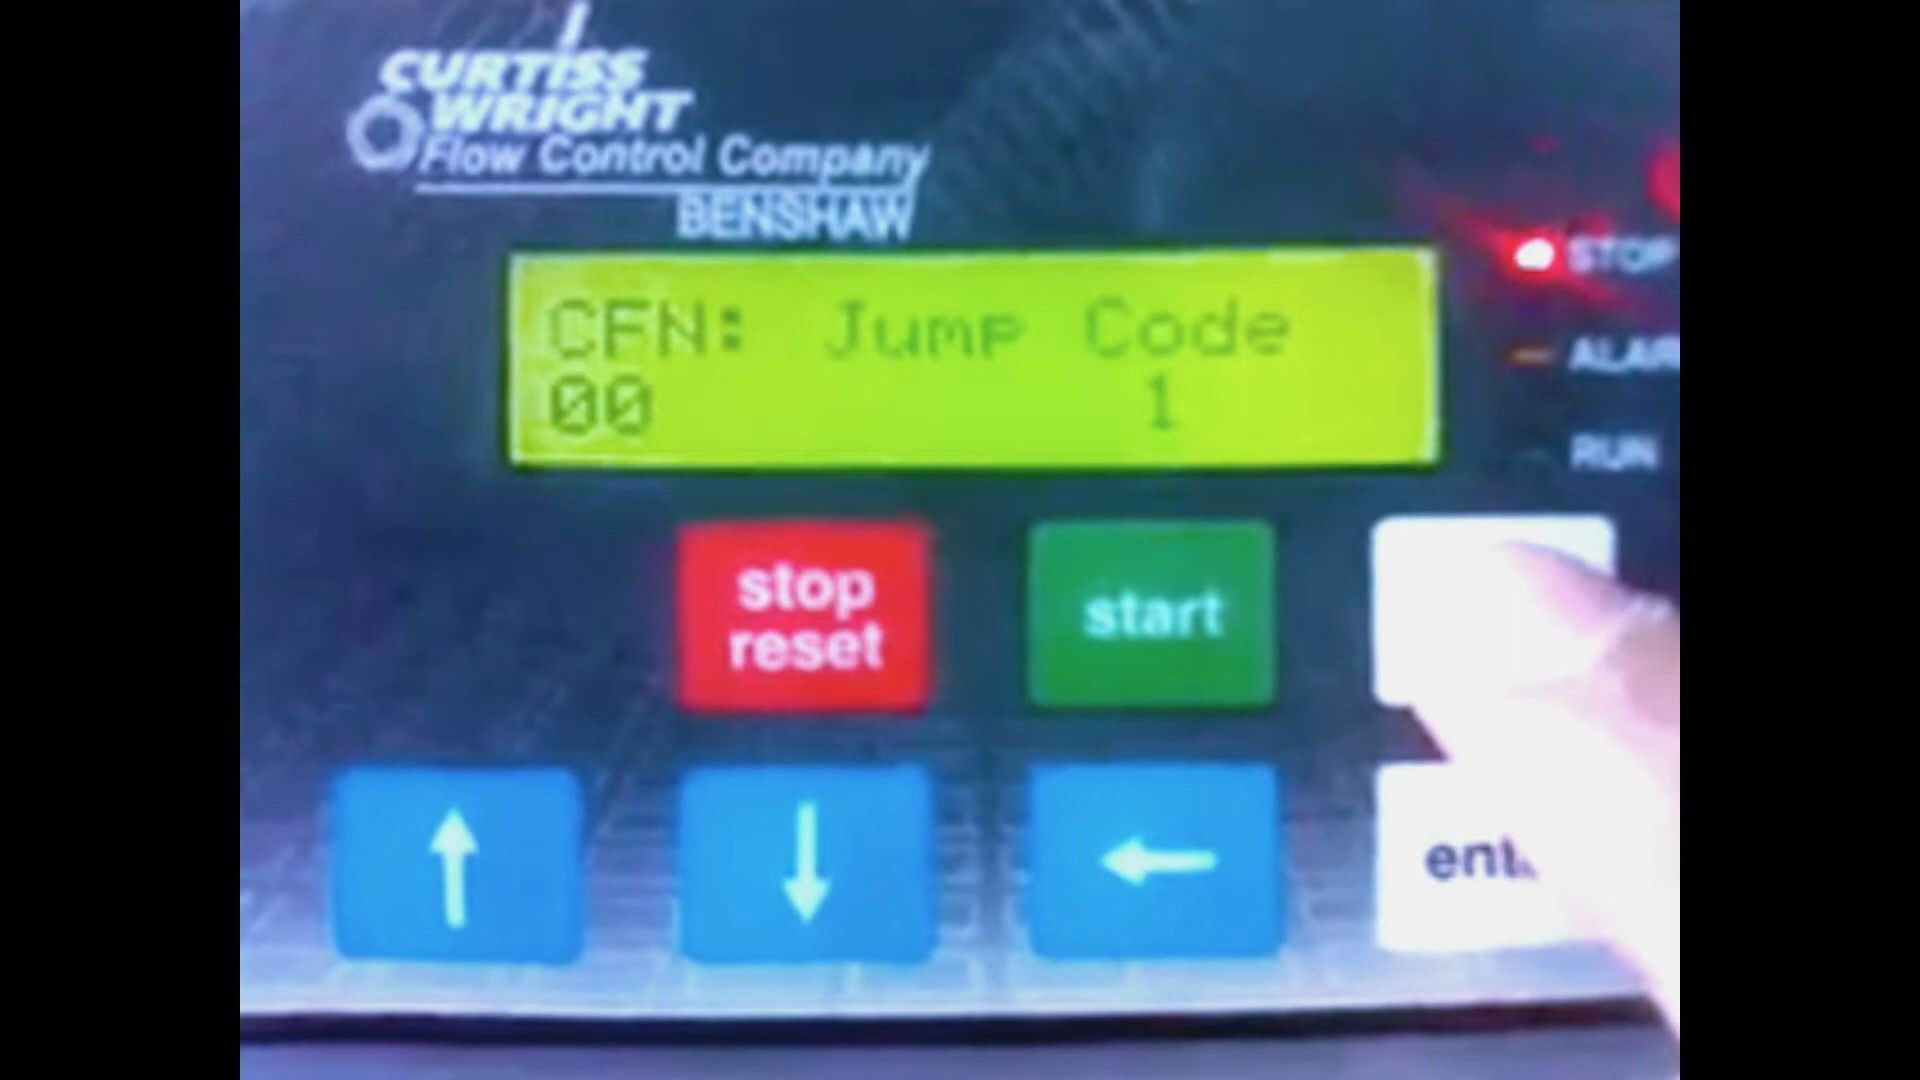 CURTISS
WRIGHT
Flow Control Company
BENSHAW
CFN: Jump Code
00 1
STOP
RUN
stop
reset
start